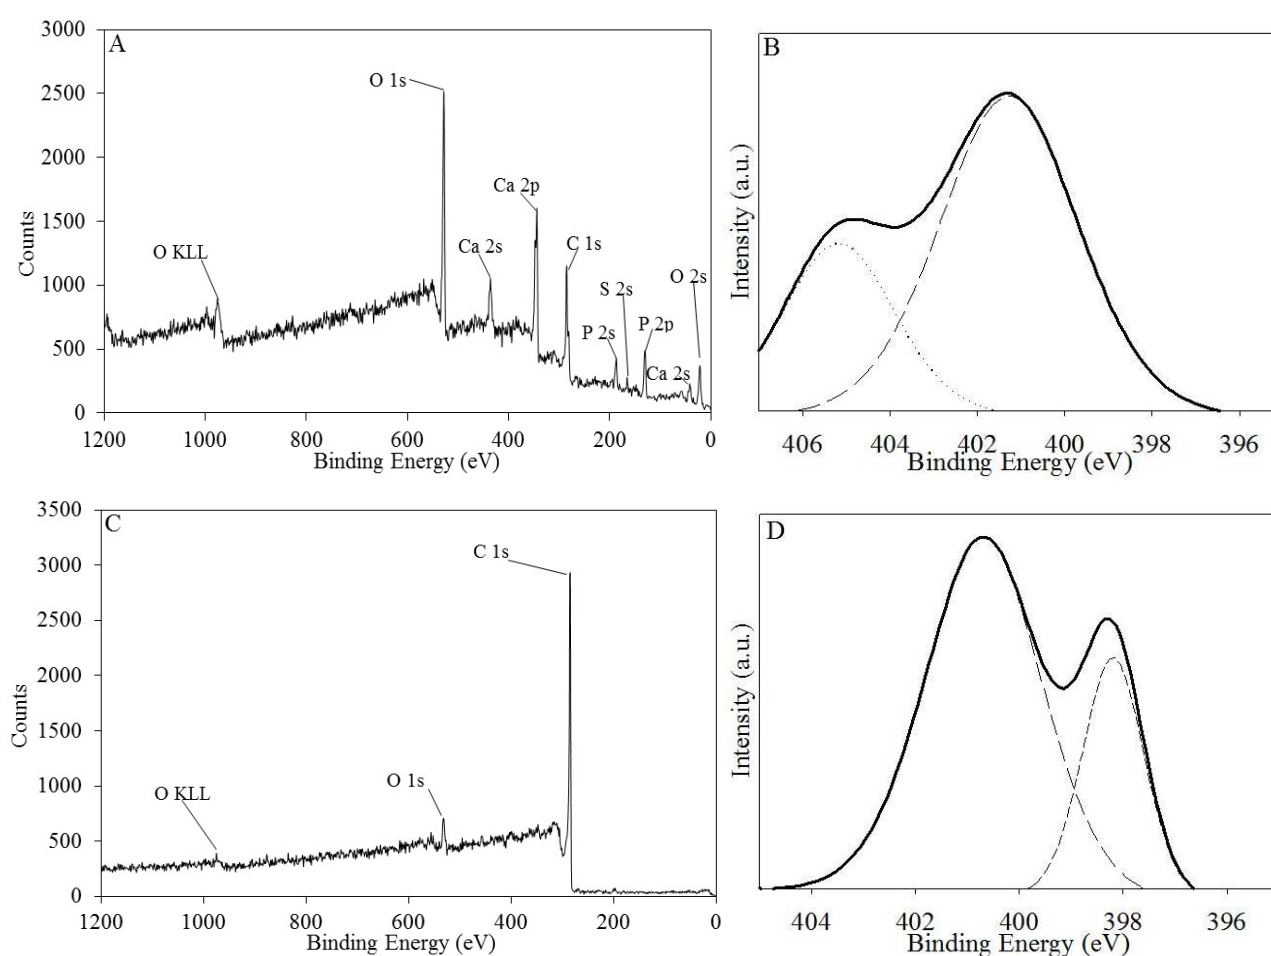 A
3000
2500
2000
1500
1000
500
0
Counts
O KLL
O 1s
Ca 2s
Ca 2p
C 1s
P 2s
S 2s
P 2p
Ca 2s
O 2s
1200 1000 800 600 400 200 0
Binding Energy (eV)
B
Intensity (a.u.)
406 404 402 400 398 396
Binding Energy (eV)
C
3500
3000
2500
2000
1500
1000
500
0
Counts
O KLL
O 1s
C 1s
1200 1000 800 600 400 200 0
Binding Energy (eV)
D
Intensity (a.u.)
404 402 400 398 396
Binding Energy (eV)